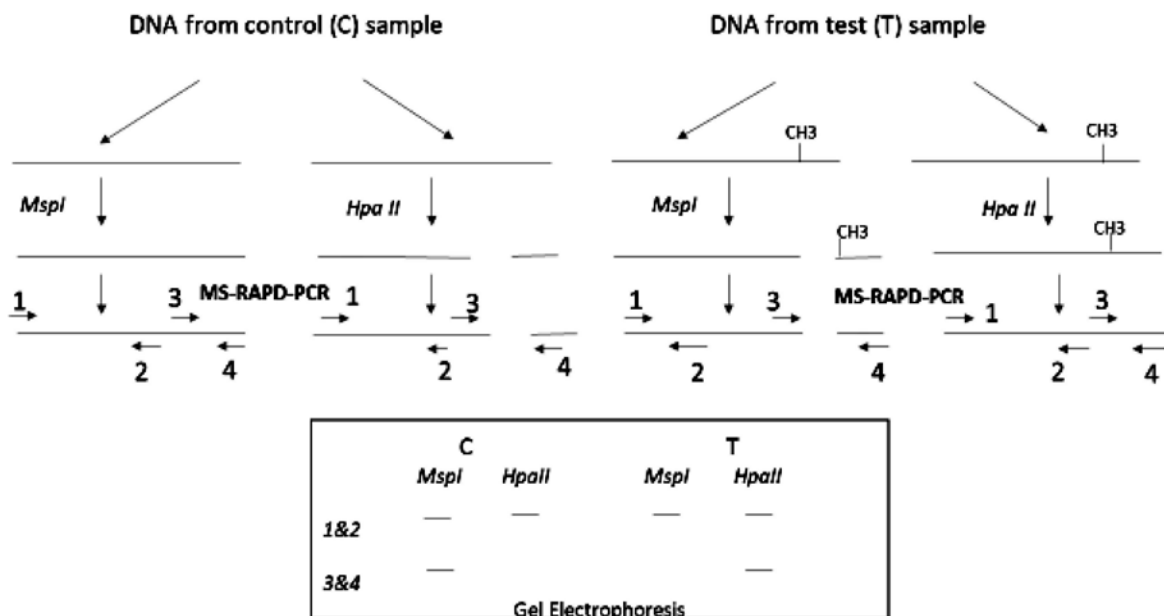 DNA from control (C) sample
DNA from test (T) sample
CH3
CH3
MspI
Hpa II
MspI
Hpa II
CH3
CH3
1
3
MS-RAPD-PCR
1
3
1
3
MS-RAPD-PCR
1
3
2
4
2
4
2
4
2
4
C
T
MspI
HpaII
MspI
HpaII
1&2
3&4
Gel Electrophoresis